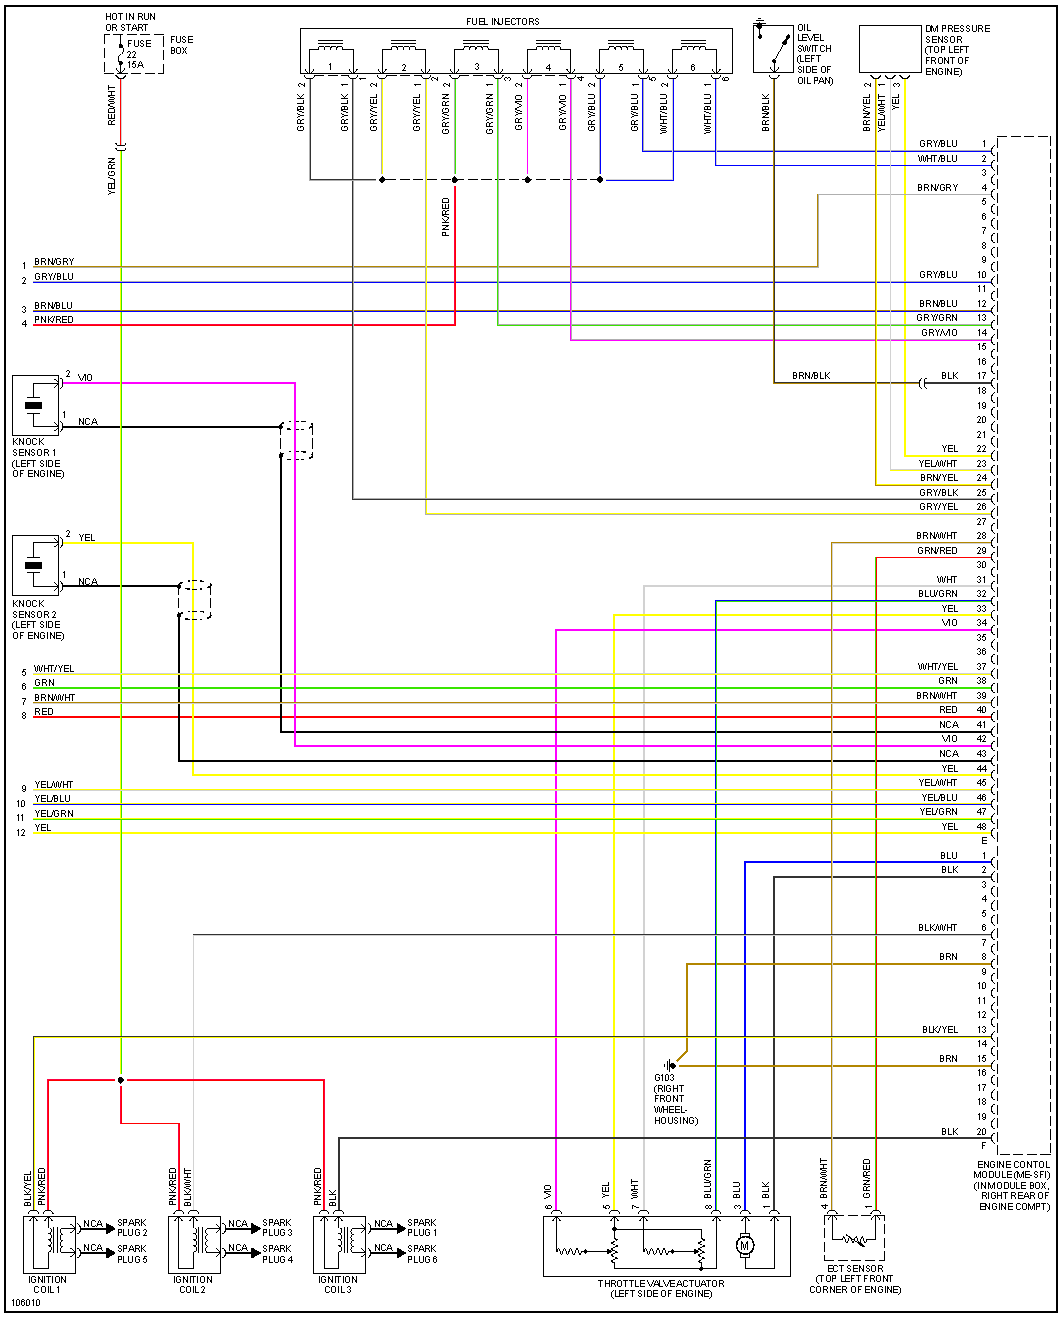 HOT IN RUN
OR START
FUSE
22
15A
FUSE
BOX
FUEL INJECTORS
OIL
LEVEL
SWITCH
(LEFT
SIDE OF
OIL PAN)
DM PRESSURE
SENSOR
(TOP LEFT
FRONT OF
ENGINE)
1 2 3 4 5 6
2 1 2 1 2 1 2 1 2 1 2 1
1 2 3 4 5 6
2 1 3
RED/WHT
YEL/GRN
GRY/BLK
GRY/BLK
GRY/YEL
GRY/YEL
GRY/GRN
GRY/GRN
GRY/VIO
GRY/VIO
GRY/BLU
GRY/BLU
WHT/BLU
WHT/BLU
BRN/BLK
BRN/YEL
YEL/WHT
YEL
PNK/RED
GRY/BLU 1
WHT/BLU 2
3
BRN/GRY 4
5
6
7
8
9
GRY/BLU 10
11
BRN/BLU 12
GRY/GRN 13
GRY/VIO 14
15
16
BRN/BLK
BLK 17
18
19
20
21
YEL 22
YEL/WHT 23
BRN/YEL 24
GRY/BLK 25
GRY/YEL 26
27
BRN/WHT 28
GRN/RED 29
30
WHT 31
BLU/GRN 32
YEL 33
VIO 34
35
36
WHT/YEL 37
GRN 38
BRN/WHT 39
RED 40
NCA 41
VIO 42
NCA 43
YEL 44
YEL/WHT 45
YEL/BLU 46
YEL/GRN 47
YEL 48
E
BLU 1
BLK 2
3
4
5
BLK/WHT 6
7
BRN 8
9
10
11
12
BLK/YEL 13
14
BRN 15
16
17
18
19
BLK 20
F
ENGINE CONTOL
MODULE (ME-SFI)
(IN MODULE BOX,
RIGHT REAR OF
ENGINE COMPT)
1 BRN/GRY
2 GRY/BLU
3 BRN/BLU
4 PNK/RED
2 VIO
1 NCA
KNOCK
SENSOR 1
(LEFT SIDE
OF ENGINE)
2 YEL
1 NCA
KNOCK
SENSOR 2
(LEFT SIDE
OF ENGINE)
5 WHT/YEL
6 GRN
7 BRN/WHT
8 RED
9 YEL/WHT
10 YEL/BLU
11 YEL/GRN
12 YEL
G103
(RIGHT
FRONT
WHEEL-
HOUSING)
BLK/YEL
PNK/RED
PNK/RED
BLK/WHT
PNK/RED
BLK
6 VIO
5 YEL
7 WHT
8 BLU/GRN
3 BLU
1 BLK
4 BRN/WHT
1 GRN/RED
NCA SPARK
PLUG 2
NCA SPARK
PLUG 5
IGNITION
COIL 1
NCA SPARK
PLUG 3
NCA SPARK
PLUG 4
IGNITION
COIL 2
NCA SPARK
PLUG 1
NCA SPARK
PLUG 6
IGNITION
COIL 3
M
THROTTLE VALVE ACTUATOR
(LEFT SIDE OF ENGINE)
ECT SENSOR
(TOP LEFT FRONT
CORNER OF ENGINE)
106010